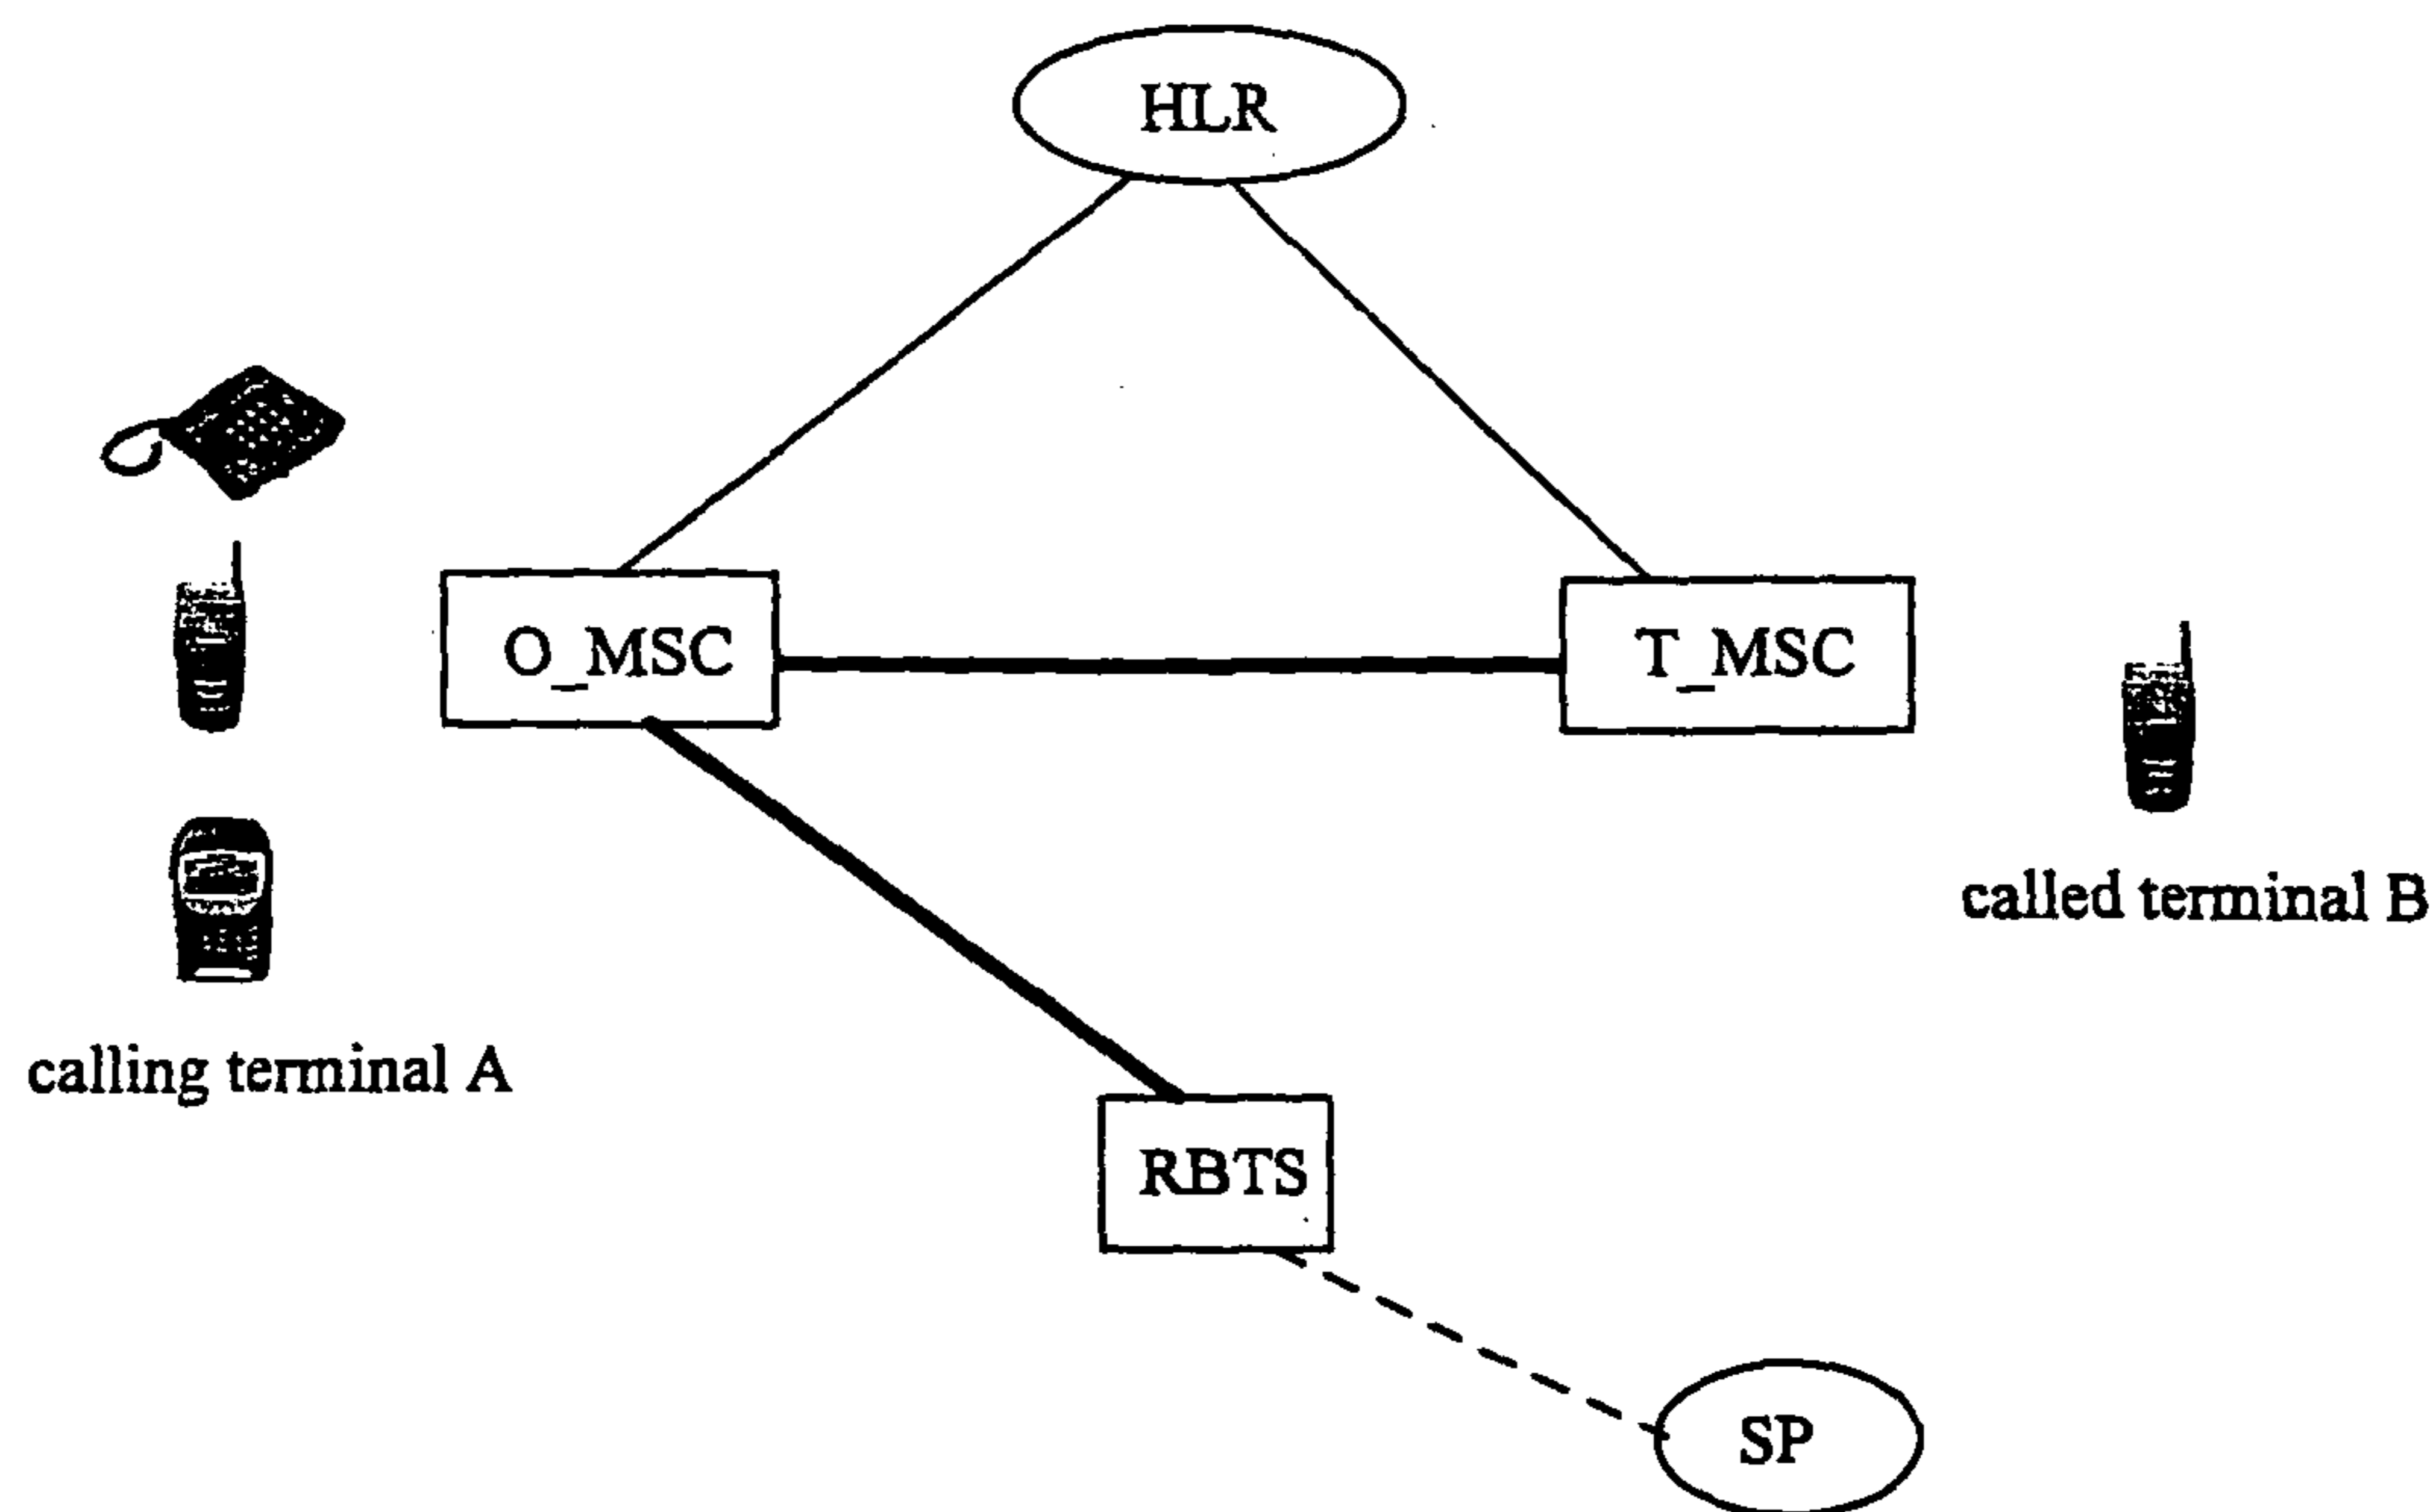 HLR
O_MSC
T_MSC
called terminal B
calling terminal A
RBTS
SP